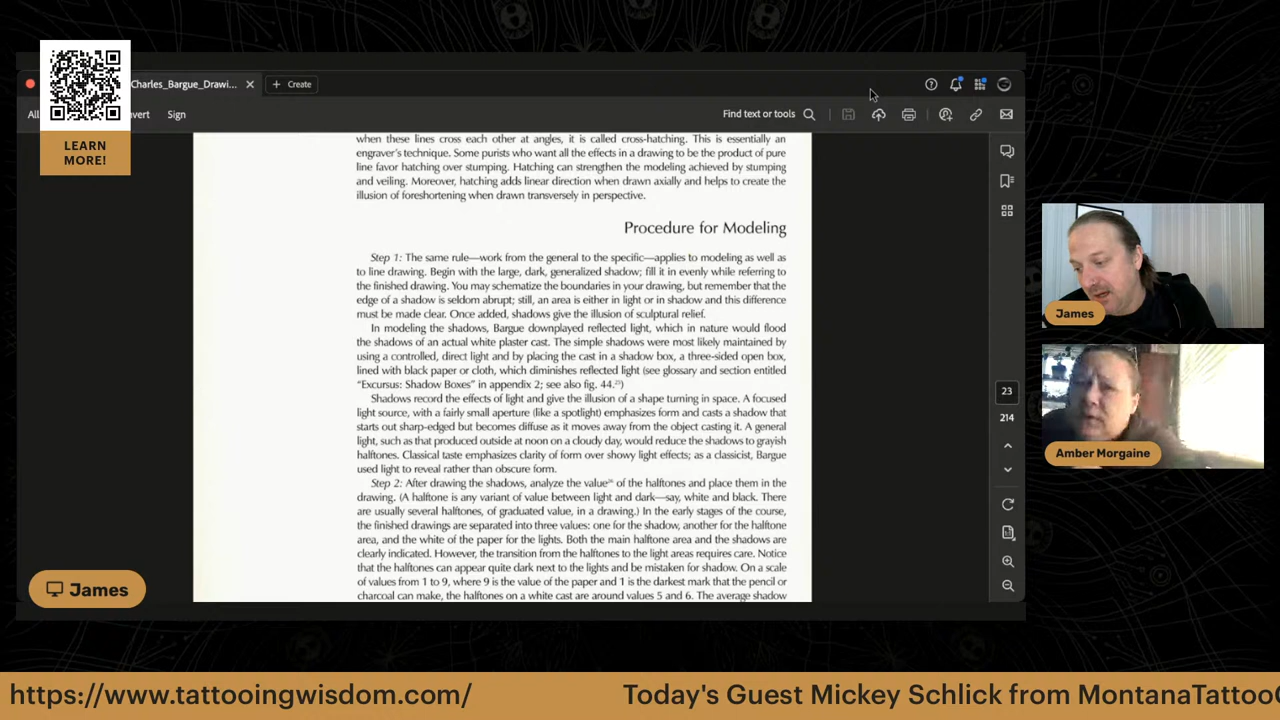 LEARN
MORE!
Charles_Bargue_Drawi...
Create
All
vert
Sign
Find text or tools
when these lines cross each other at angles, it is called cross-hatching. This is essentially an
engraver's technique. Some purists who want all the effects in a drawing to be the product of pure
line favor hatching over stumping. Hatching can strengthen the modeling achieved by stumping
and veiling. Moreover, hatching adds linear direction when drawn axially and helps to create the
illusion of foreshortening when drawn transversely in perspective.
Procedure for Modeling
Step 1: The same rule—work from the general to the specific—applies to modeling as well as
to line drawing. Begin with the large, dark, generalized shadow; fill it in evenly while referring to
the finished drawing. You may schematize the boundaries in your drawing, but remember that the
edge of a shadow is seldom abrupt; still, an area is either in light or in shadow and this difference
must be made clear. Once added, shadows give the illusion of sculptural relief.
In modeling the shadows, Bargue downplayed reflected light, which in nature would flood
the shadows of an actual white plaster cast. The simple shadows were most likely maintained by
using a controlled, direct light and by placing the cast in a shadow box, a three-sided open box,
lined with black paper or cloth, which diminishes reflected light (see glossary and section entitled
"Excursus: Shadow Boxes" in appendix 2; see also fig. 44.²⁵)
Shadows record the effects of light and give the illusion of a shape turning in space. A focused
light source, with a fairly small aperture (like a spotlight) emphasizes form and casts a shadow that
starts out sharp-edged but becomes diffuse as it moves away from the object casting it. A general
light, such as that produced outside at noon on a cloudy day, would reduce the shadows to grayish
halftones. Classical taste emphasizes clarity of form over showy light effects; as a classicist, Bargue
used light to reveal rather than obscure form.
Step 2: After drawing the shadows, analyze the value²⁶ of the halftones and place them in the
drawing. (A halftone is any variant of value between light and dark—say, white and black. There
are usually several halftones, of graduated value, in a drawing.) In the early stages of the course,
the finished drawings are separated into three values: one for the shadow, another for the halftone
area, and the white of the paper for the lights. Both the main halftone area and the shadows are
clearly indicated. However, the transition from the halftones to the light areas requires care. Notice
that the halftones can appear quite dark next to the lights and be mistaken for shadow. On a scale
of values from 1 to 9, where 9 is the value of the paper and 1 is the darkest mark that the pencil or
charcoal can make, the halftones on a white cast are around values 5 and 6. The average shadow
23
214
James
Amber Morgaine
James
https://www.tattooingwisdom.com/
Today's Guest Mickey Schlick from MontanaTattooC